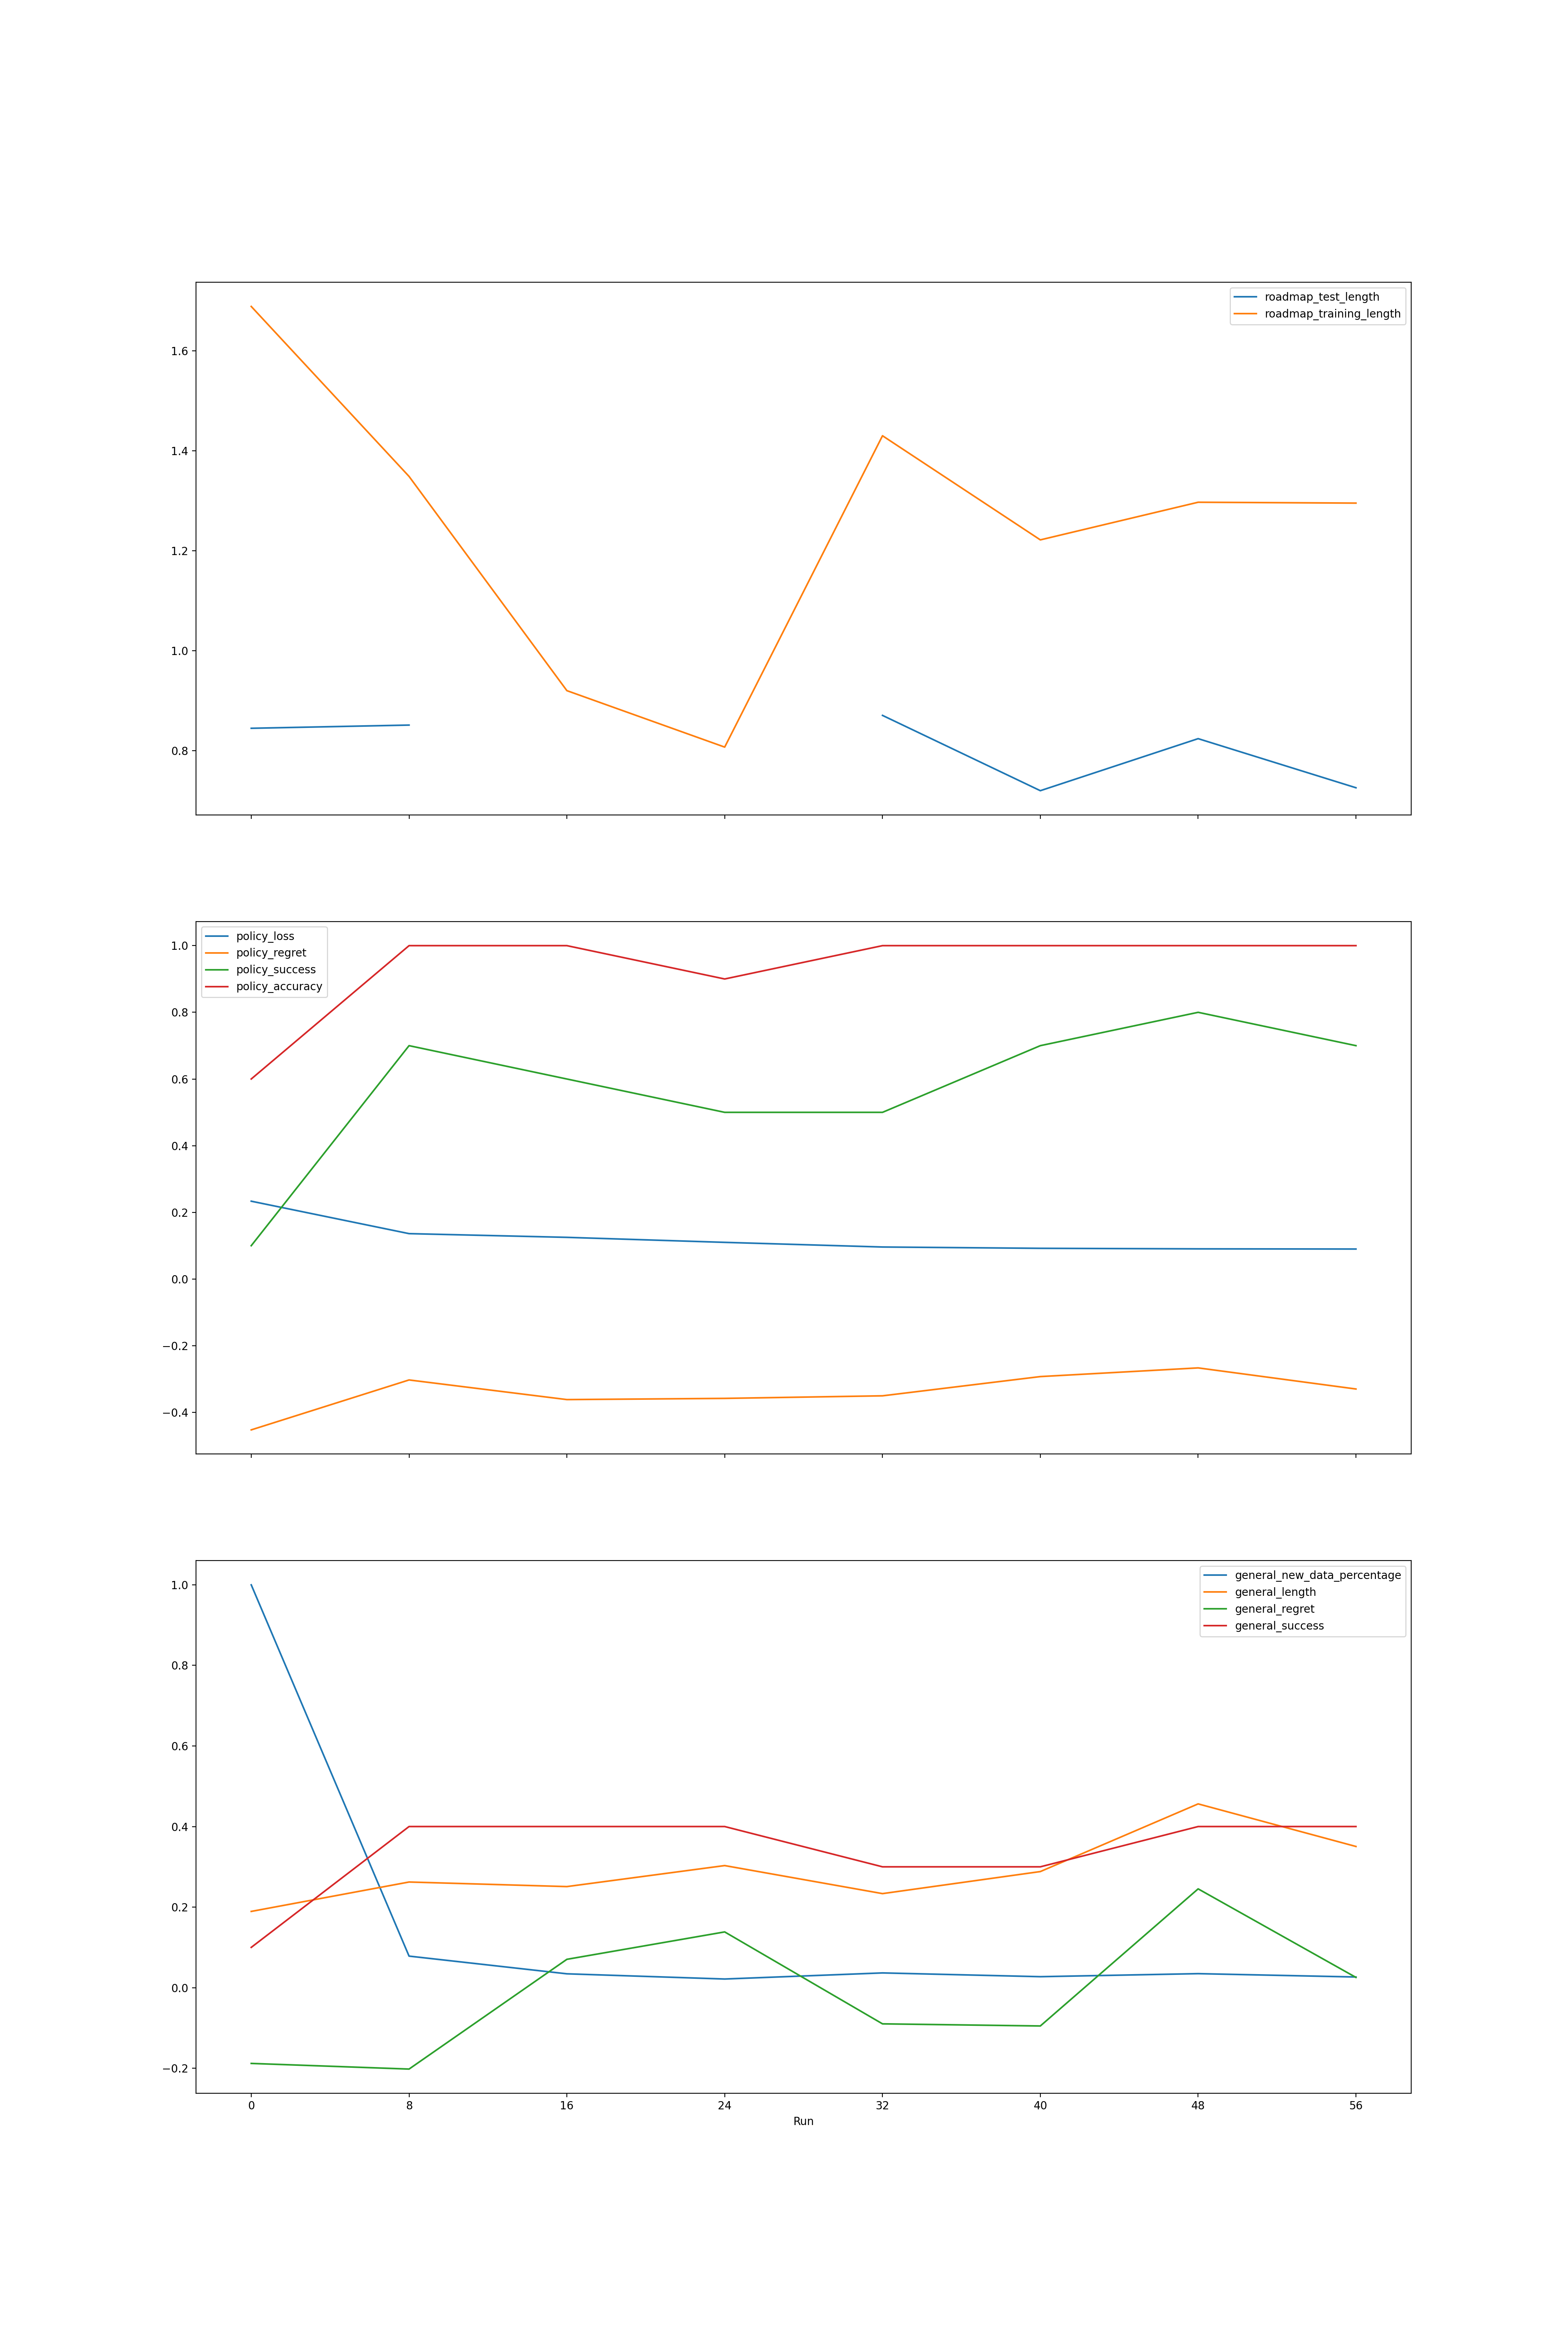 roadmap_test_length
roadmap_training_length
1.6
1.4
1.2
1.0
0.8
policy_loss
policy_regret
policy_success
policy_accuracy
1.0
0.8
0.6
0.4
0.2
0.0
−0.2
−0.4
general_new_data_percentage
general_length
general_regret
general_success
1.0
0.8
0.6
0.4
0.2
0.0
−0.2
0 8 16 24 32 40 48 56
Run